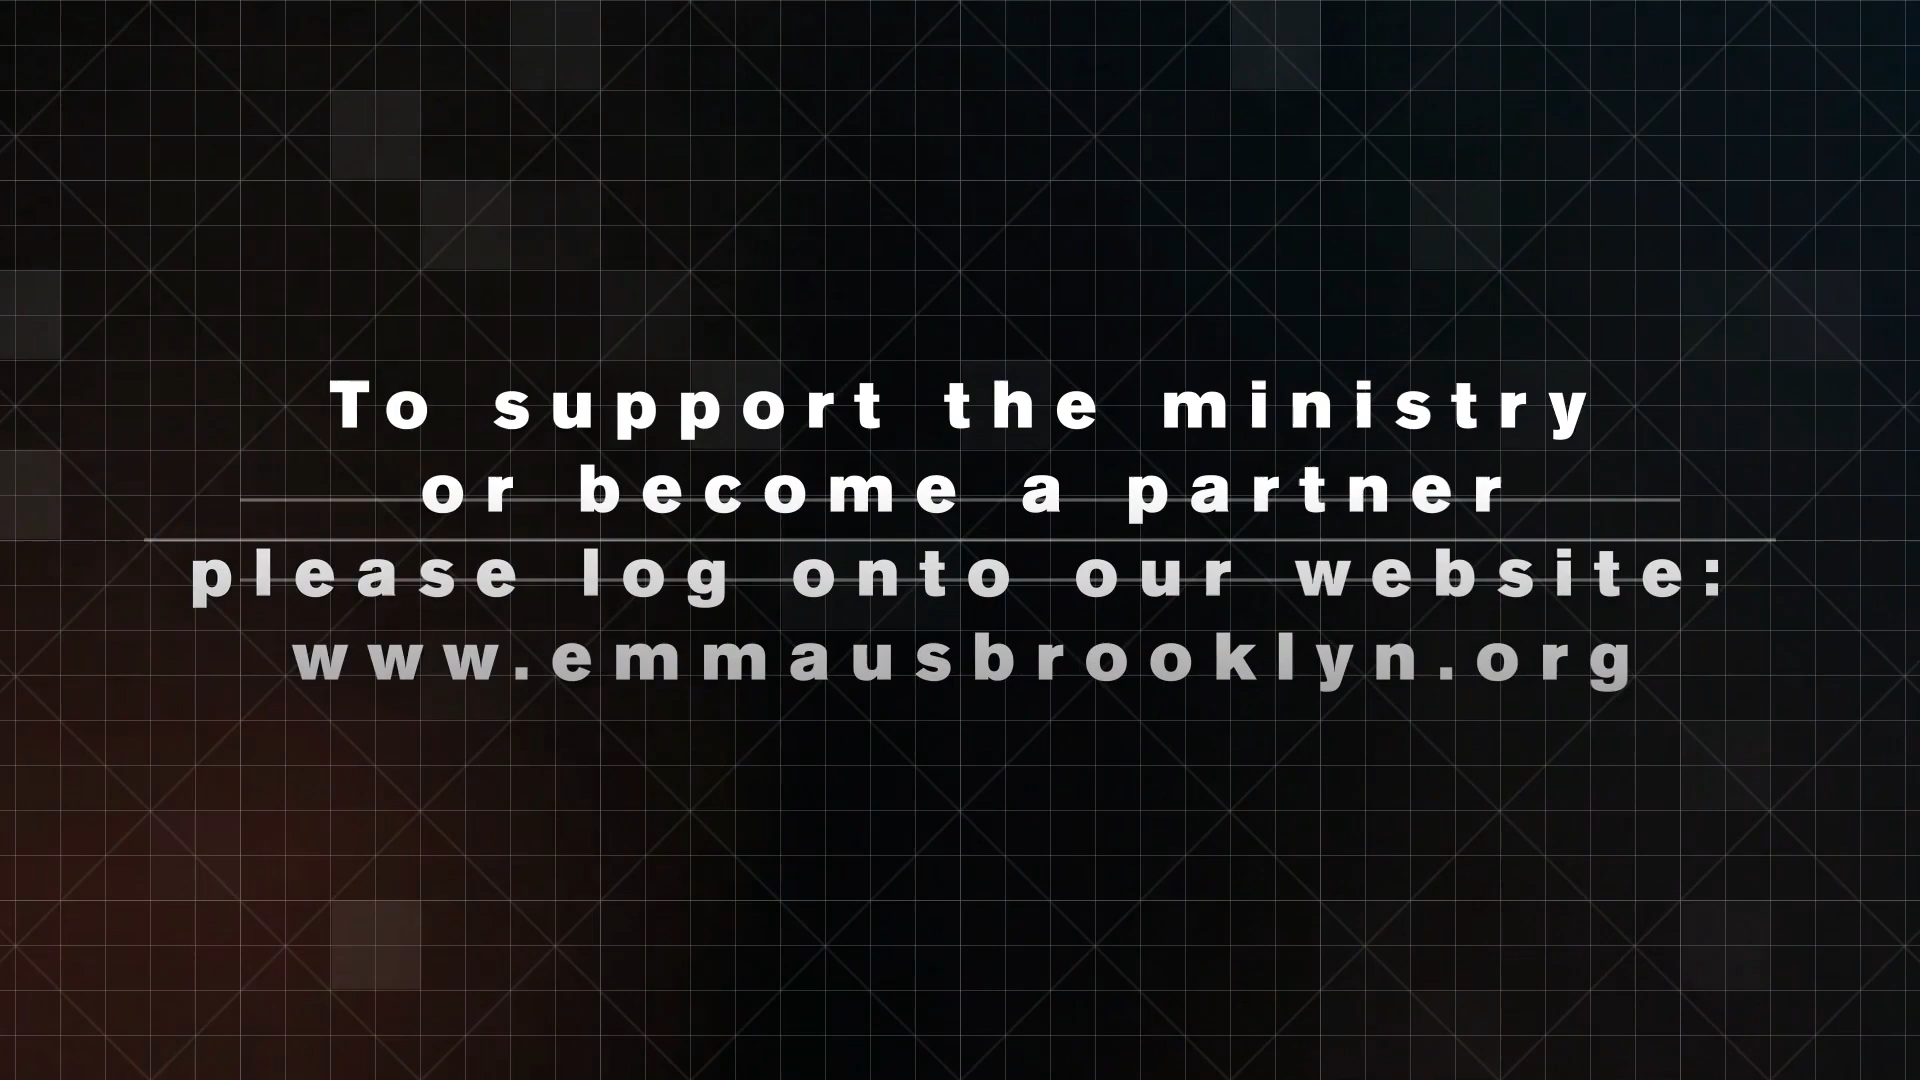 To support the ministry
or become a partner
please log onto our website:
www.emmausbrooklyn.org